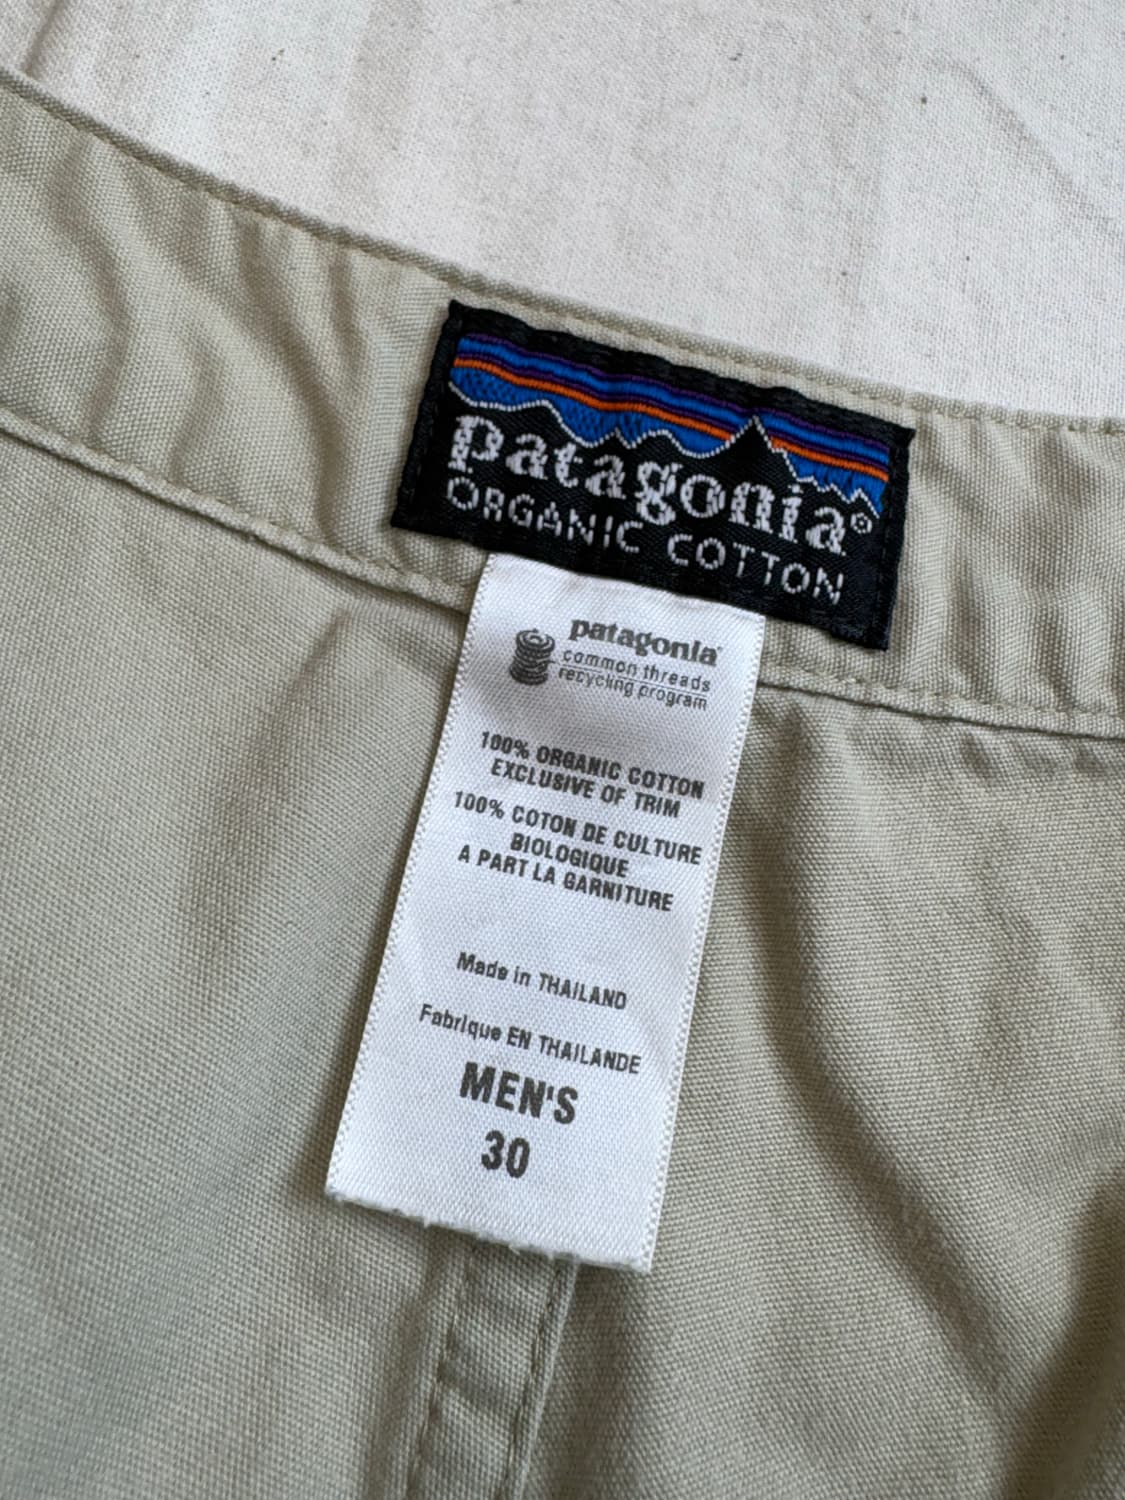 patagonia®
ORGANIC COTTON
patagonia®
common threads
recycling program
100% ORGANIC COTTON
EXCLUSIVE OF TRIM
100% COTON DE CULTURE
BIOLOGIQUE
A PART LA GARNITURE
Made in THAILAND
Fabrique EN THAILANDE
MEN'S
30